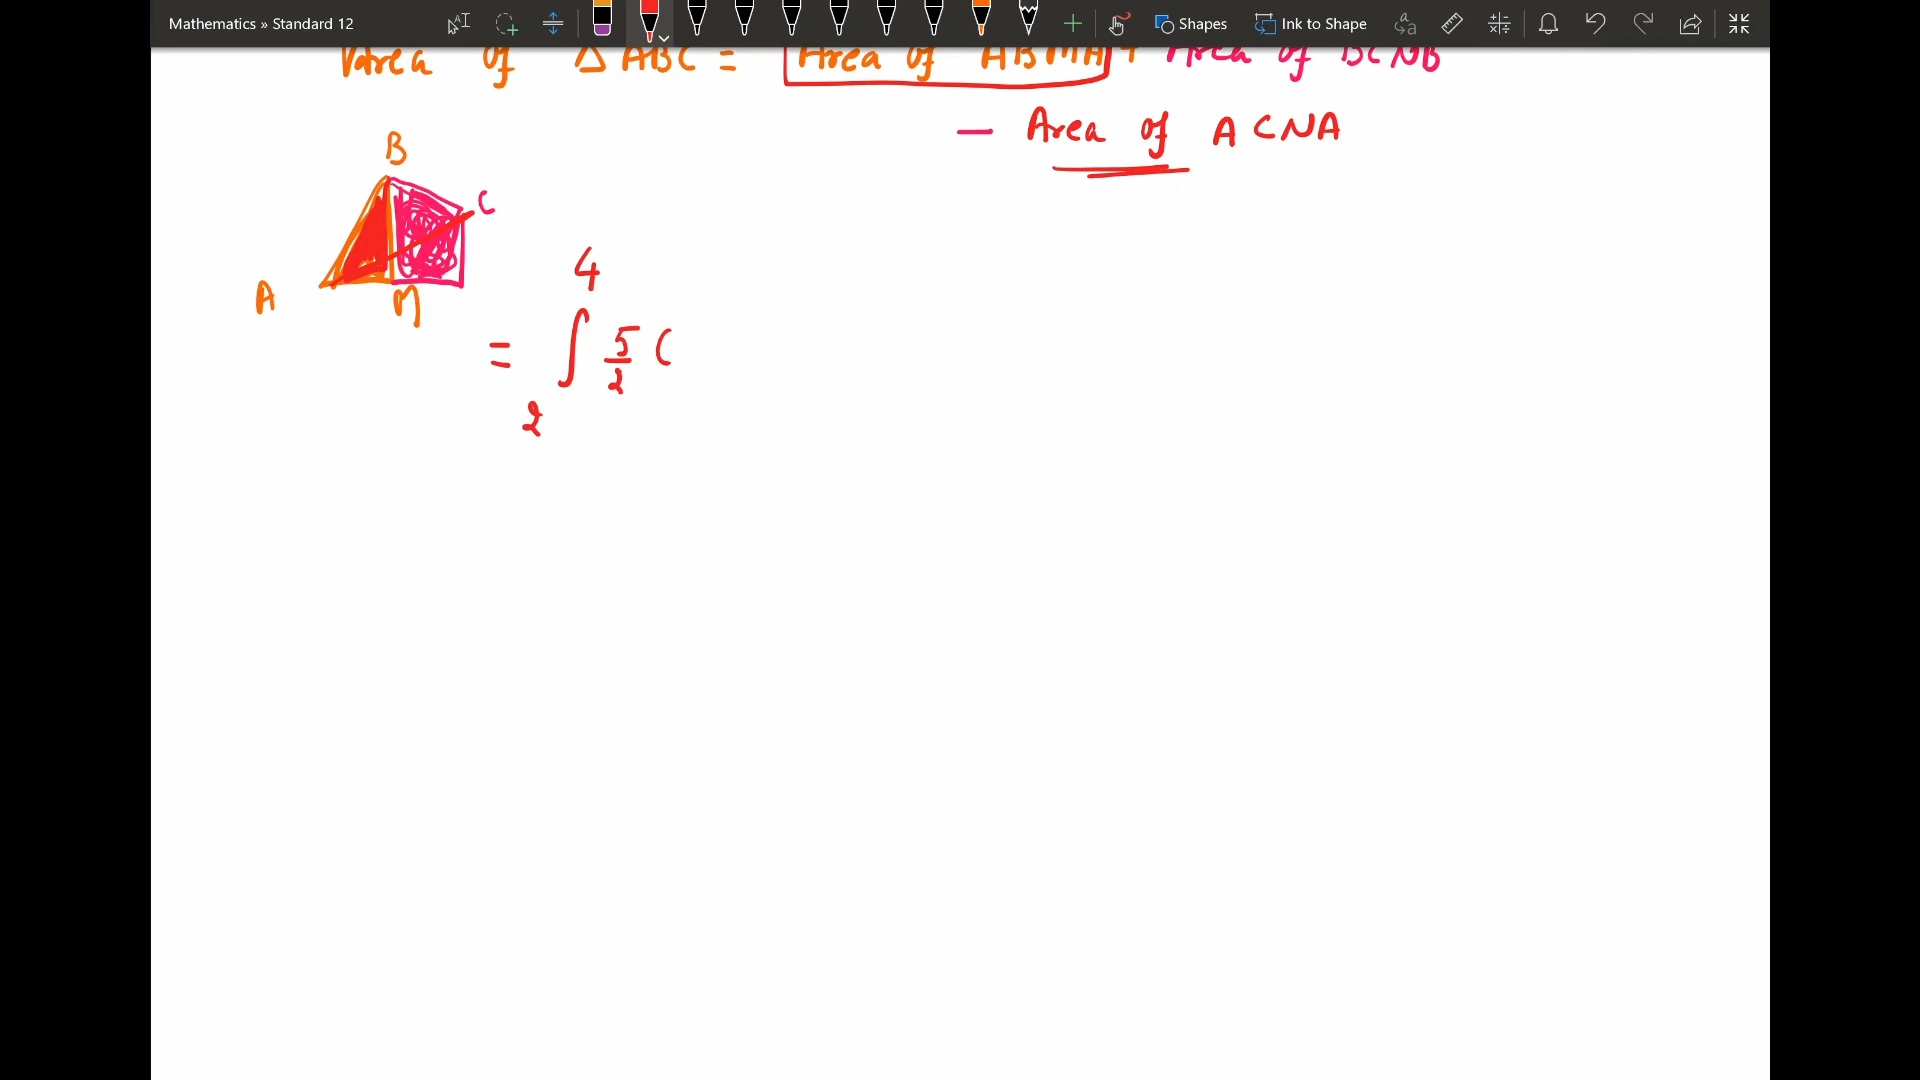 Mathematics » Standard 12
Shapes
Ink to Shape
Area of Δ ABC = Area of ABMA + Area of BCNB
— Area of ACNA
B
C
A
M
4
= ∫ 5/2 (
2